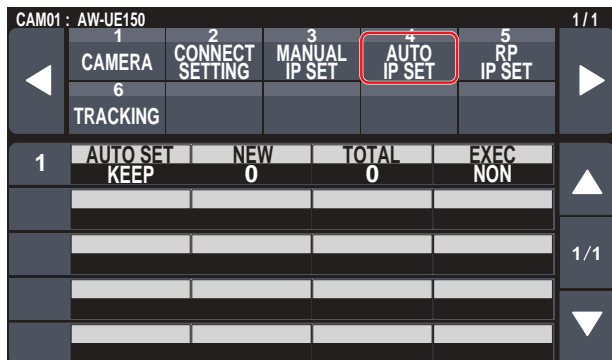 CAM01 : AW-UE150 1/1
1 2 3 4 5
CAMERA CONNECT SETTING MANUAL IP SET AUTO IP SET RP IP SET
6
TRACKING
1 AUTO SET NEW TOTAL EXEC
KEEP 0 0 NON
1/1